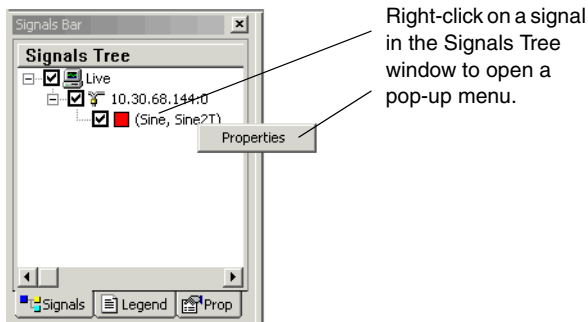 Signals Bar
Signals Tree
Live
10.30.68.144:0
(Sine, Sine2T)
Properties
Signals
Legend
Prop
Right-click on a signal
in the Signals Tree
window to open a
pop-up menu.